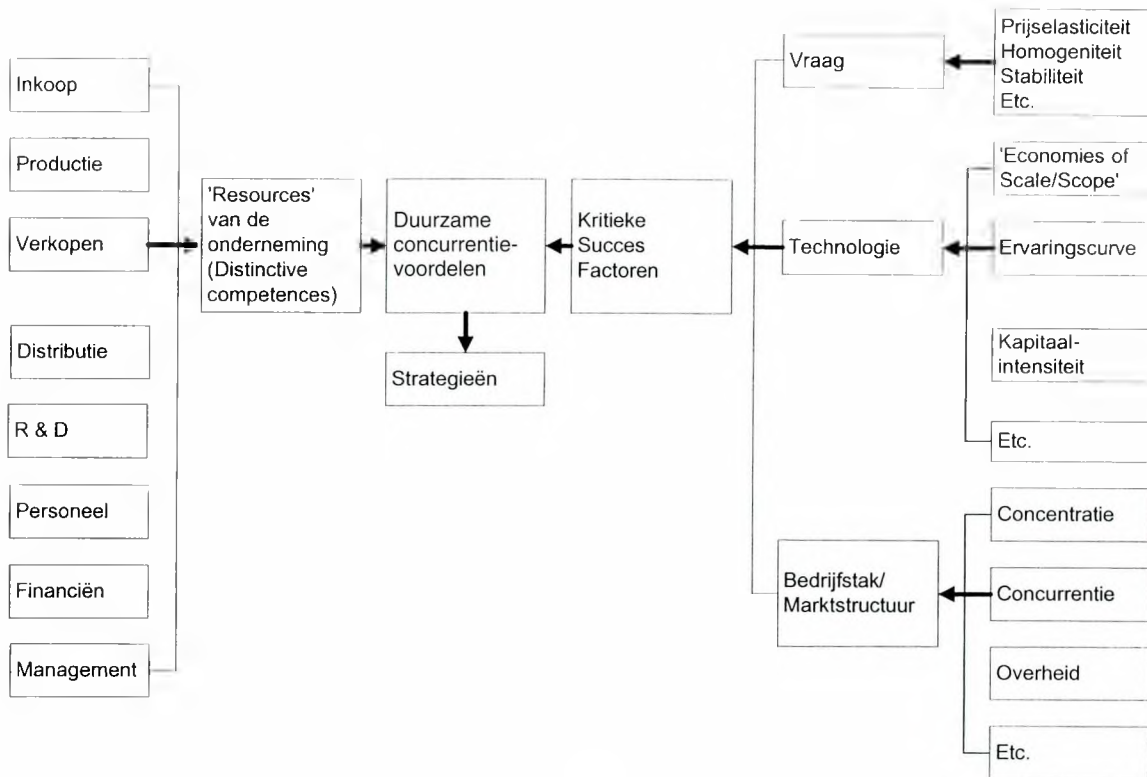 Inkoop
Productie
Verkopen
Distributie
R & D
Personeel
Financiën
Management
'Resources'
van de
onderneming
(Distinctive
competences)
Duurzame
concurrentie-
voordelen
Strategieën
Kritieke
Succes
Factoren
Vraag
Technologie
Bedrijfstak/
Marktstructuur
Prijselasticiteit
Homogeniteit
Stabiliteit
Etc.
'Economies of
Scale/Scope'
Ervaringscurve
Kapitaal-
intensiteit
Etc.
Concentratie
Concurrentie
Overheid
Etc.